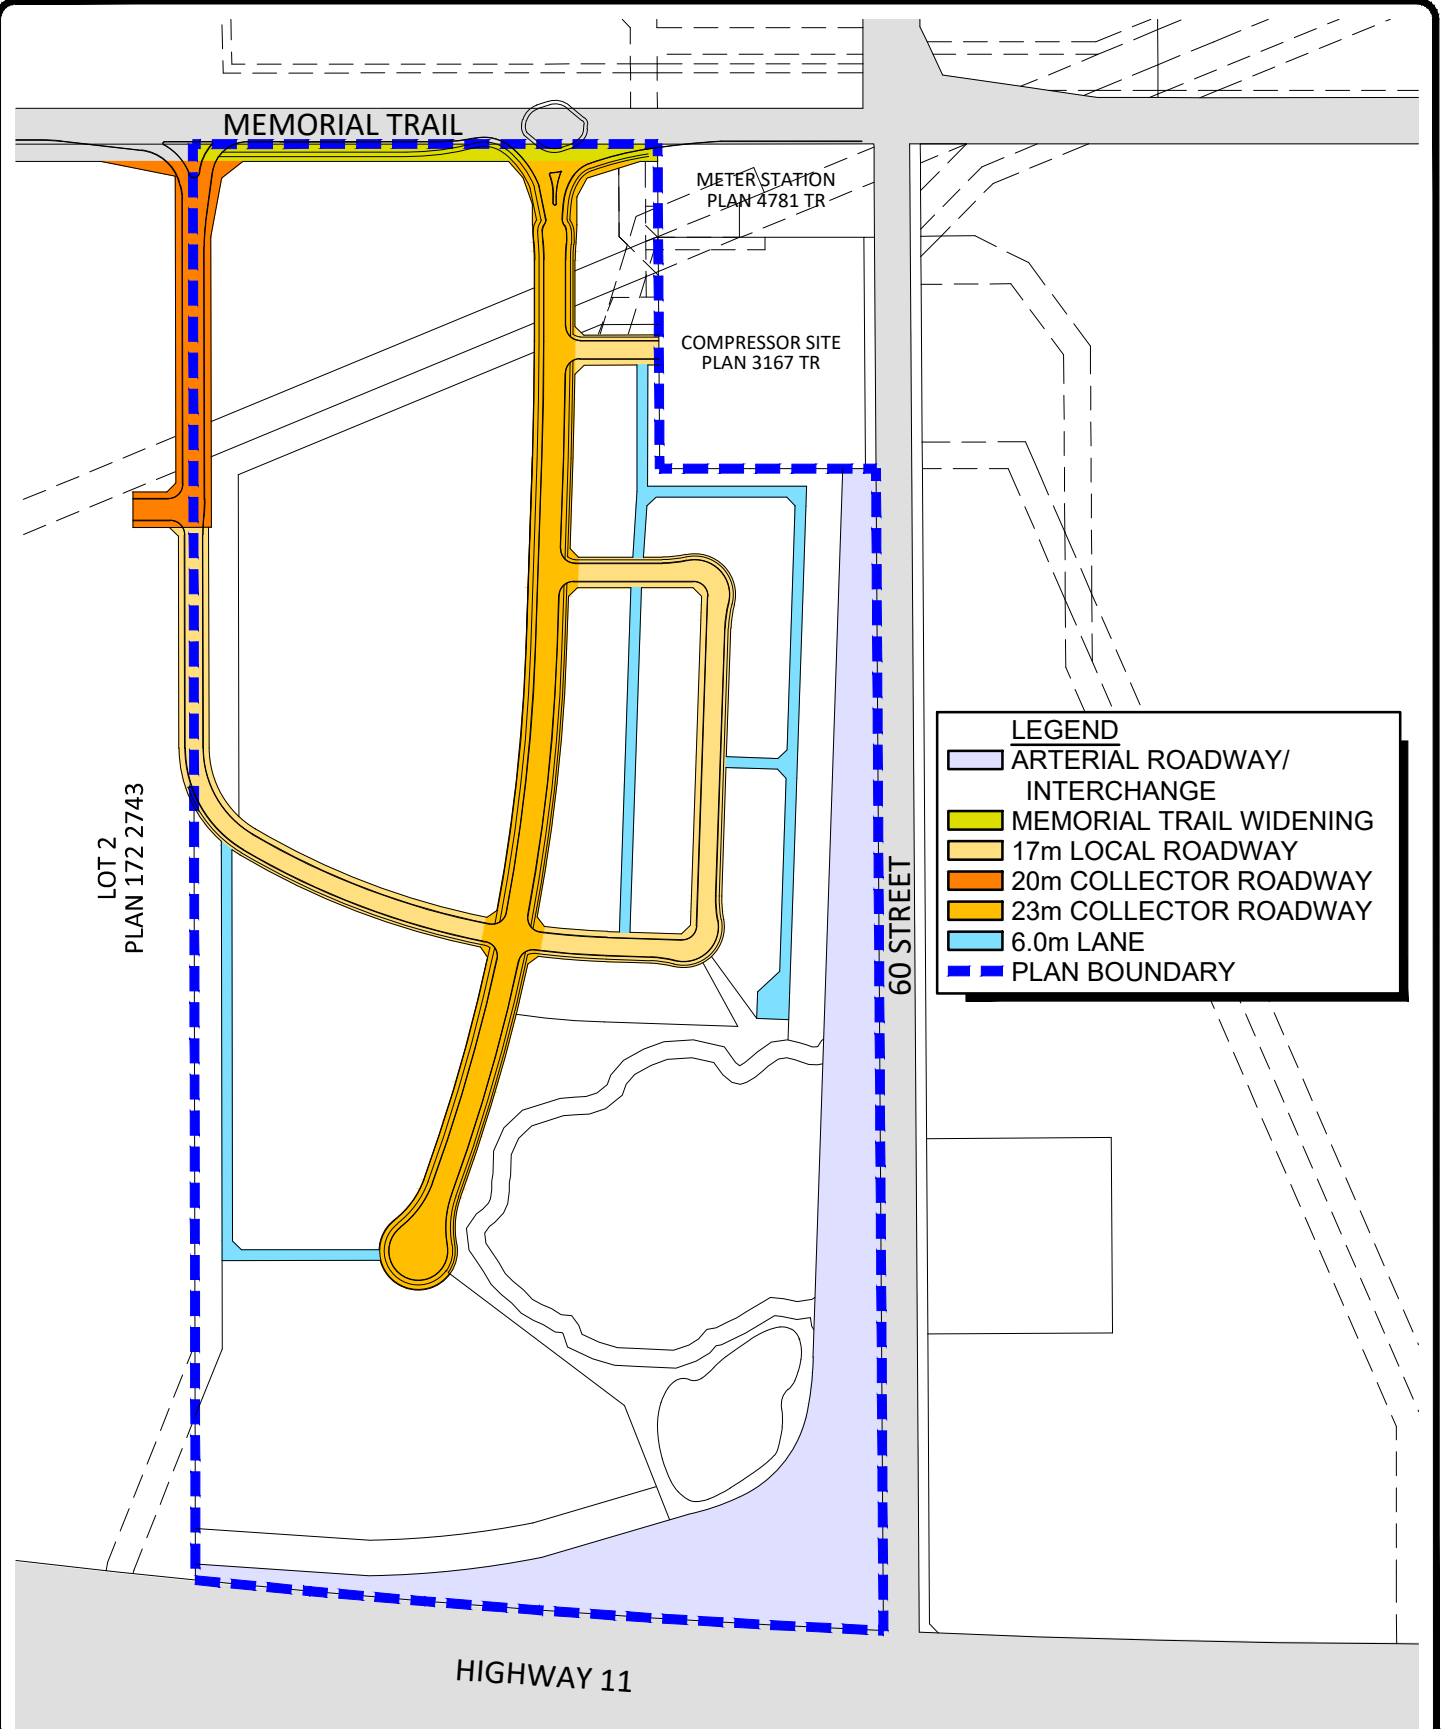 MEMORIAL TRAIL
METER STATION
PLAN 4781 TR
COMPRESSOR SITE
PLAN 3167 TR
LOT 2
PLAN 172 2743
60 STREET
LEGEND
ARTERIAL ROADWAY/
INTERCHANGE
MEMORIAL TRAIL WIDENING
17m LOCAL ROADWAY
20m COLLECTOR ROADWAY
23m COLLECTOR ROADWAY
6.0m LANE
PLAN BOUNDARY
HIGHWAY 11